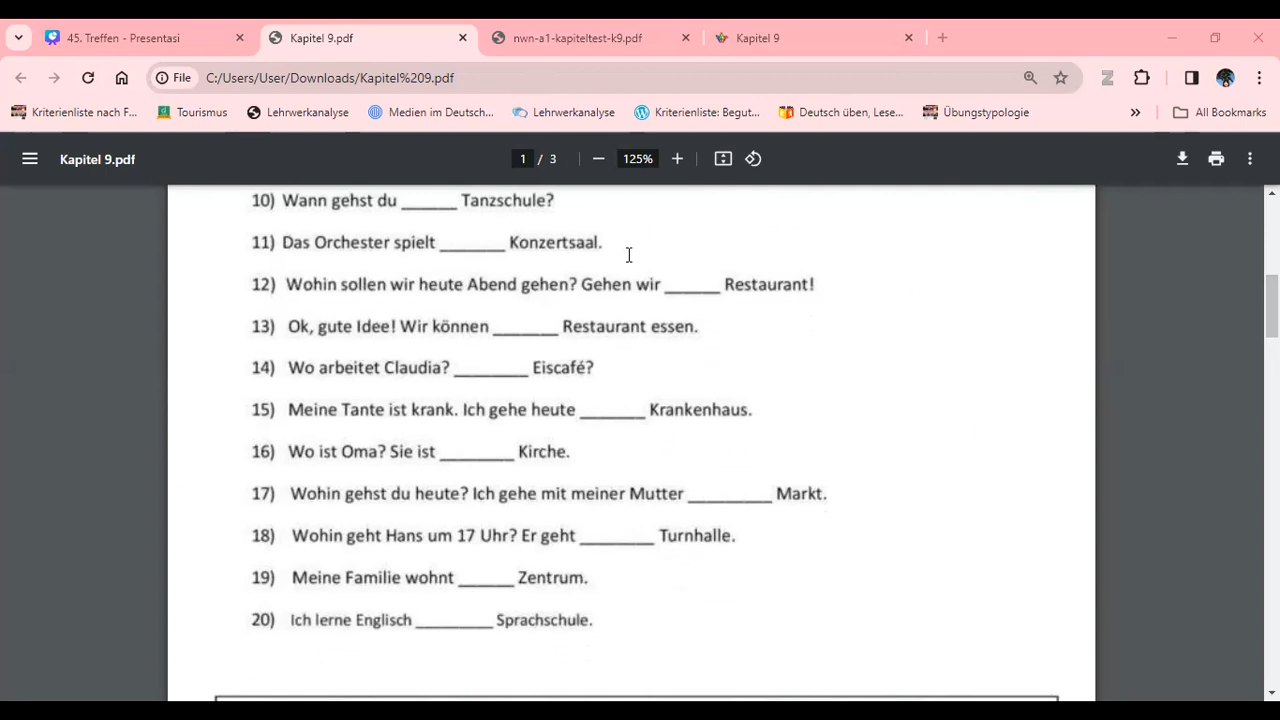 45. Treffen - Presentasi
Kapitel 9.pdf
nwn-a1-kapiteltest-k9.pdf
Kapitel 9
File C:/Users/User/Downloads/Kapitel%209.pdf
Kriterienliste nach F...
Tourismus
Lehrwerkanalyse
Medien im Deutsch...
Lehrwerkanalyse
Kriterienliste: Begut...
Deutsch üben, Lese...
Übungstypologie
»
All Bookmarks
Kapitel 9.pdf
1 / 3
125%
10) Wann gehst du ______ Tanzschule?
11) Das Orchester spielt _______ Konzertsaal.
12) Wohin sollen wir heute Abend gehen? Gehen wir ______ Restaurant!
13) Ok, gute Idee! Wir können _______ Restaurant essen.
14) Wo arbeitet Claudia? ________ Eiscafé?
15) Meine Tante ist krank. Ich gehe heute _______ Krankenhaus.
16) Wo ist Oma? Sie ist ________ Kirche.
17) Wohin gehst du heute? Ich gehe mit meiner Mutter _________ Markt.
18) Wohin geht Hans um 17 Uhr? Er geht ________ Turnhalle.
19) Meine Familie wohnt ______ Zentrum.
20) Ich lerne Englisch ________ Sprachschule.